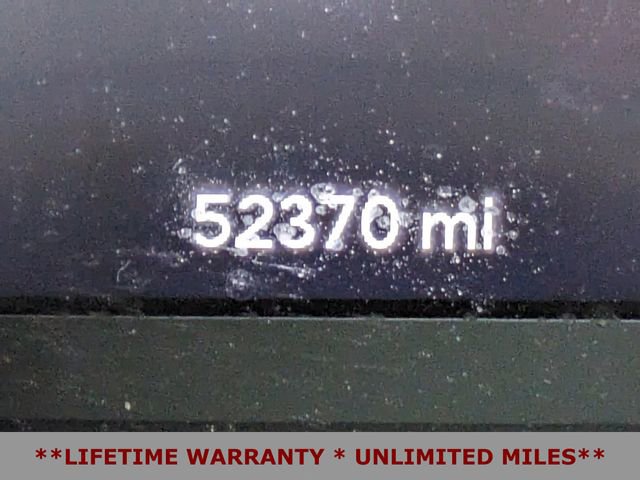 52370 mi
**LIFETIME WARRANTY * UNLIMITED MILES**